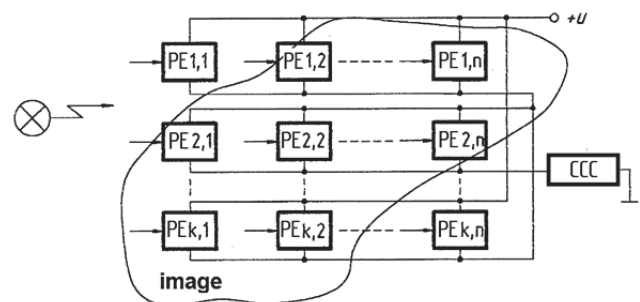 +U
PE1,1 PE1,2 PE1,n
PE2,1 PE2,2 PE2,n
CCC
PEk,1 PEk,2 PEk,n
image